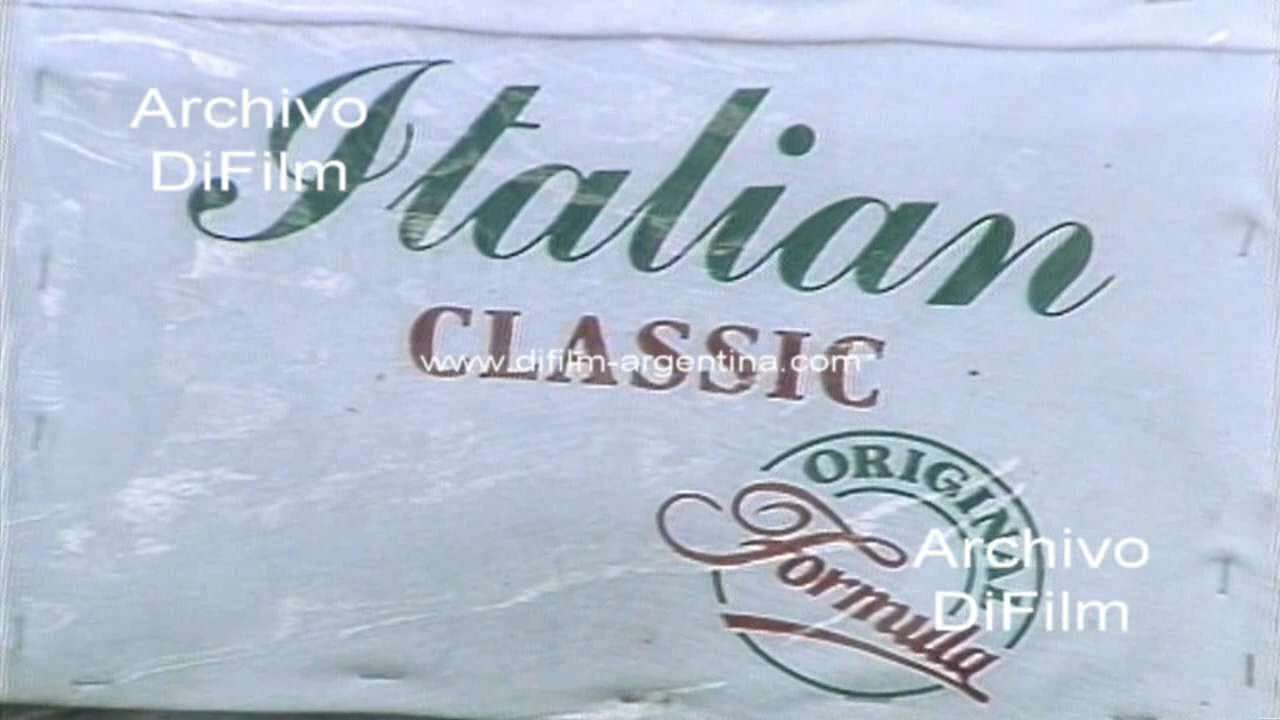 Archivo
DiFilm
Italian
CLASSIC
www.difilm-argentina.com
ORIGINAL
Formula
Archivo
DiFilm